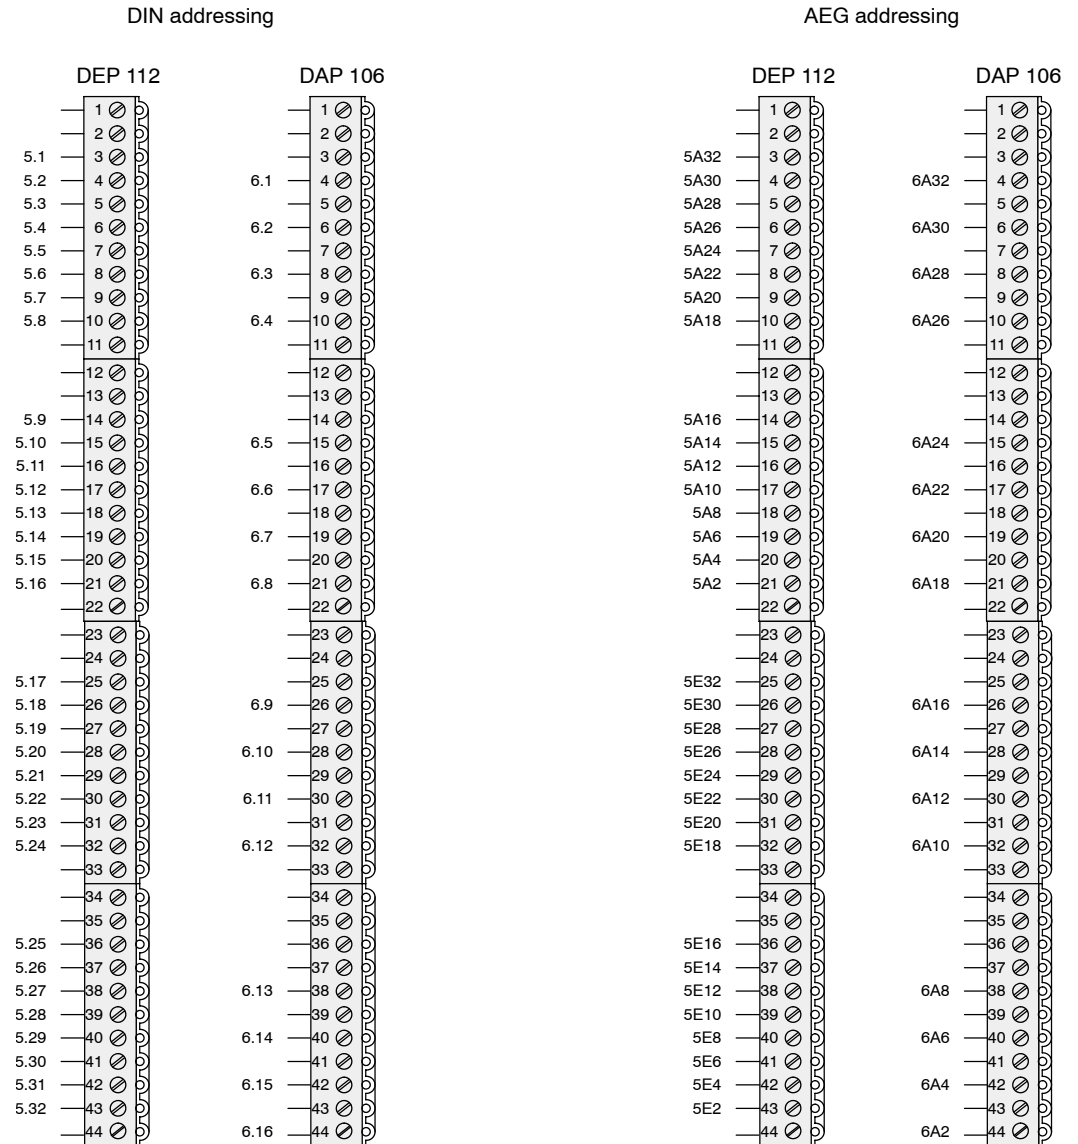 DIN addressing AEG addressing
DEP 112 DAP 106 DEP 112 DAP 106
1 1 1 1
2 2 2 2
5.1 3 3 5A32 3 3
5.2 4 6.1 4 5A30 4 6A32 4
5.3 5 5 5A28 5 5
5.4 6 6.2 6 5A26 6 6A30 6
5.5 7 7 5A24 7 7
5.6 8 6.3 8 5A22 8 6A28 8
5.7 9 9 5A20 9 9
5.8 10 6.4 10 5A18 10 6A26 10
11 11 11 11
12 12 12 12
13 13 13 13
5.9 14 14 5A16 14 14
5.10 15 6.5 15 5A14 15 6A24 15
5.11 16 16 5A12 16 16
5.12 17 6.6 17 5A10 17 6A22 17
5.13 18 18 5A8 18 18
5.14 19 6.7 19 5A6 19 6A20 19
5.15 20 20 5A4 20 20
5.16 21 6.8 21 5A2 21 6A18 21
22 22 22 22
23 23 23 23
24 24 24 24
5.17 25 25 5E32 25 25
5.18 26 6.9 26 5E30 26 6A16 26
5.19 27 27 5E28 27 27
5.20 28 6.10 28 5E26 28 6A14 28
5.21 29 29 5E24 29 29
5.22 30 6.11 30 5E22 30 6A12 30
5.23 31 31 5E20 31 31
5.24 32 6.12 32 5E18 32 6A10 32
33 33 33 33
34 34 34 34
35 35 35 35
5.25 36 36 5E16 36 36
5.26 37 37 5E14 37 37
5.27 38 6.13 38 5E12 38 6A8 38
5.28 39 39 5E10 39 39
5.29 40 6.14 40 5E8 40 6A6 40
5.30 41 41 5E6 41 41
5.31 42 6.15 42 5E4 42 6A4 42
5.32 43 43 5E2 43 43
44 6.16 44 44 6A2 44